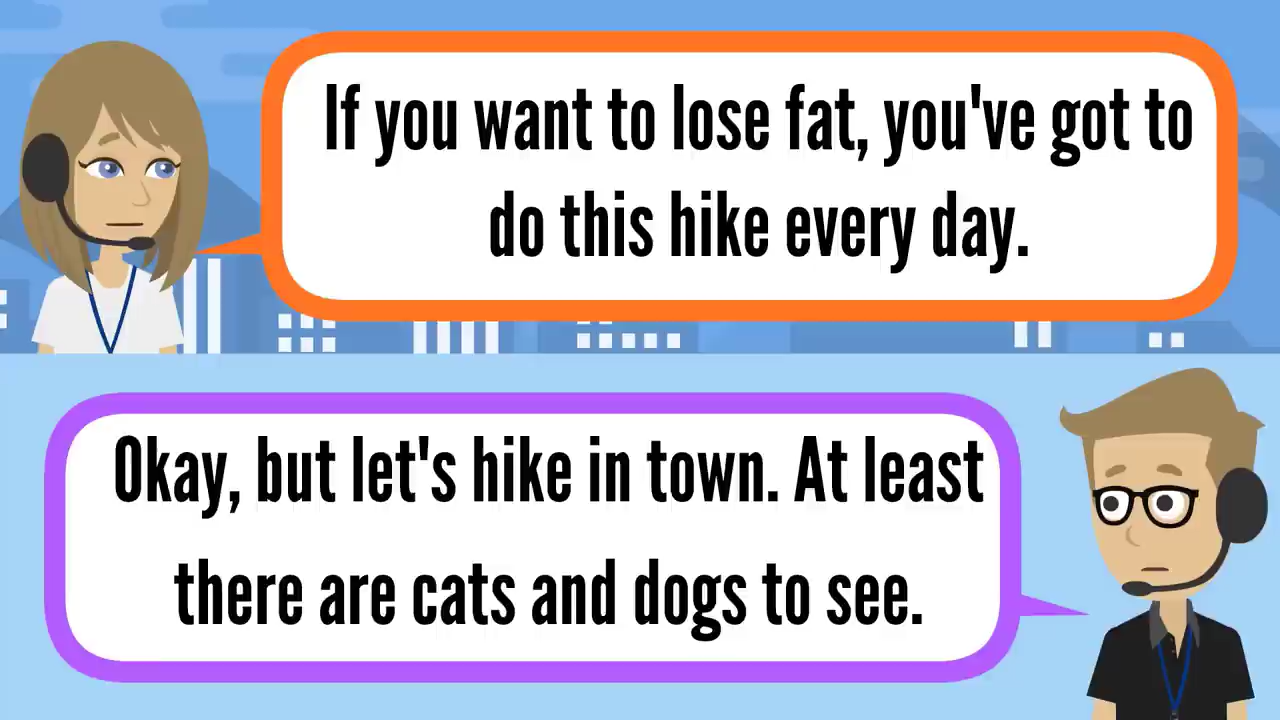 If you want to lose fat, you've got to
do this hike every day.
Okay, but let's hike in town. At least
there are cats and dogs to see.